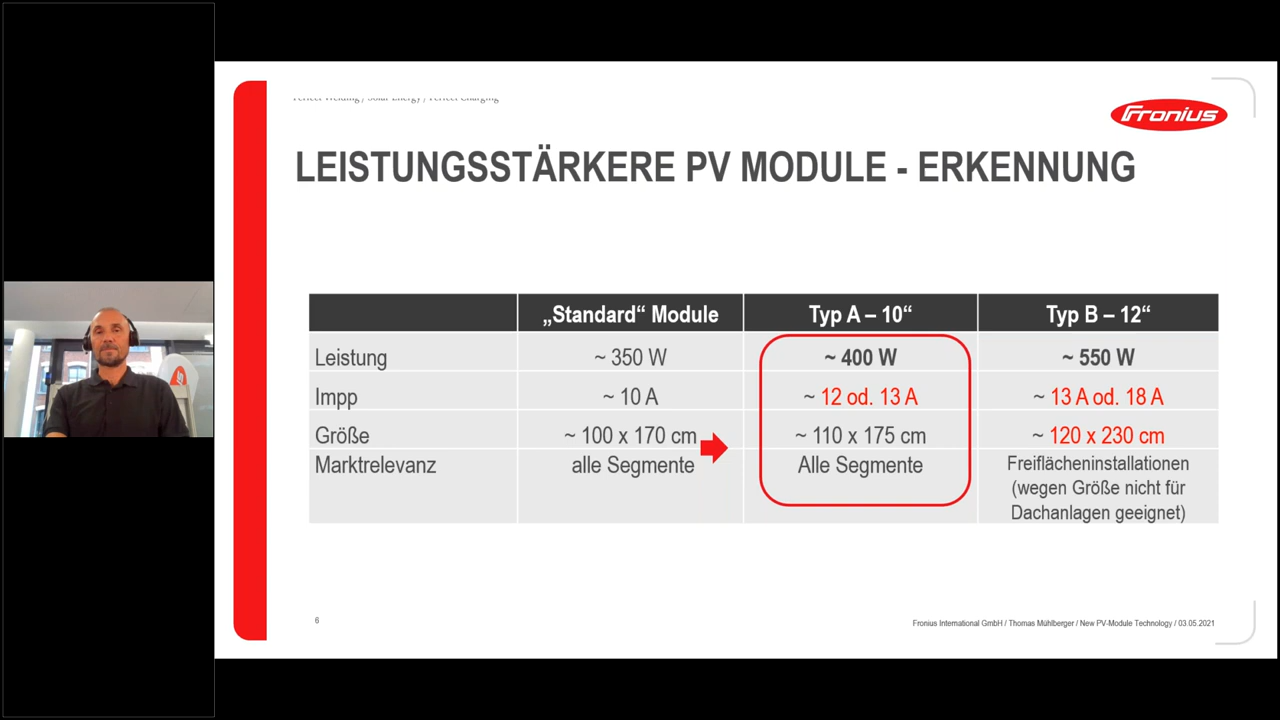 Perfect Welding / Solar Energy / Perfect Charging
Fronius
LEISTUNGSSTÄRKERE PV MODULE - ERKENNUNG
„Standard“ Module Typ A – 10“ Typ B – 12“
Leistung ~ 350 W ~ 400 W ~ 550 W
Impp ~ 10 A ~ 12 od. 13 A ~ 13 A od. 18 A
Größe ~ 100 x 170 cm ~ 110 x 175 cm ~ 120 x 230 cm
Marktrelevanz alle Segmente Alle Segmente Freiflächeninstallationen
(wegen Größe nicht für
Dachanlagen geeignet)
6
Fronius International GmbH / Thomas Mühlberger / New PV-Module Technology / 03.05.2021